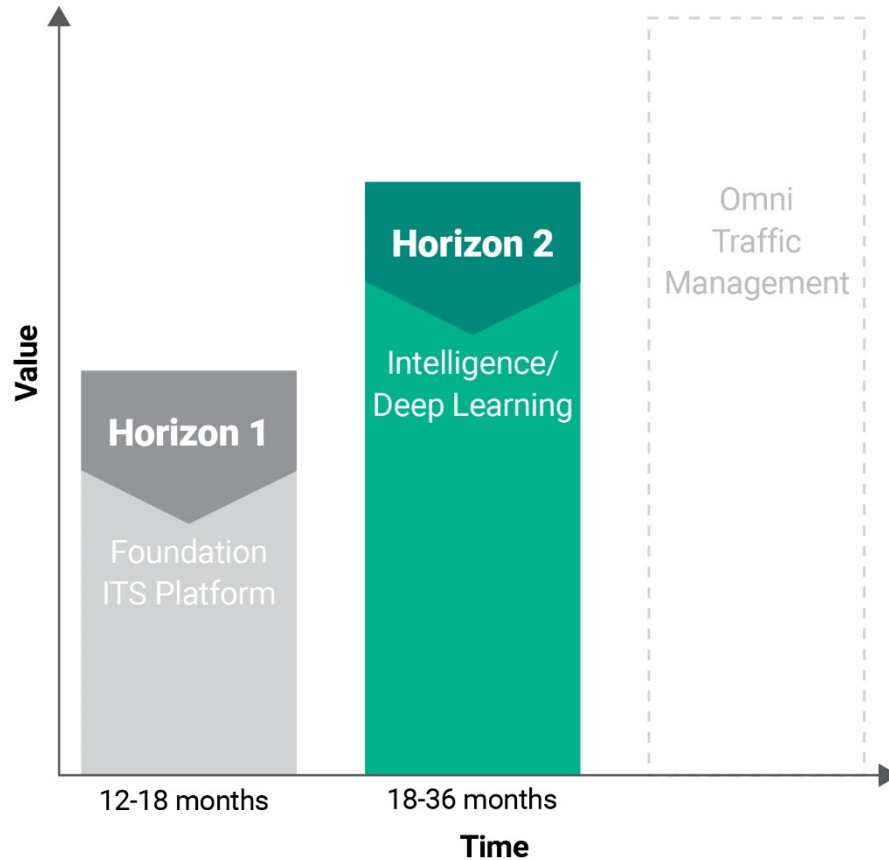 Value
Horizon 1
Foundation
ITS Platform
Horizon 2
Intelligence/
Deep Learning
Omni
Traffic
Management
12-18 months
18-36 months
Time